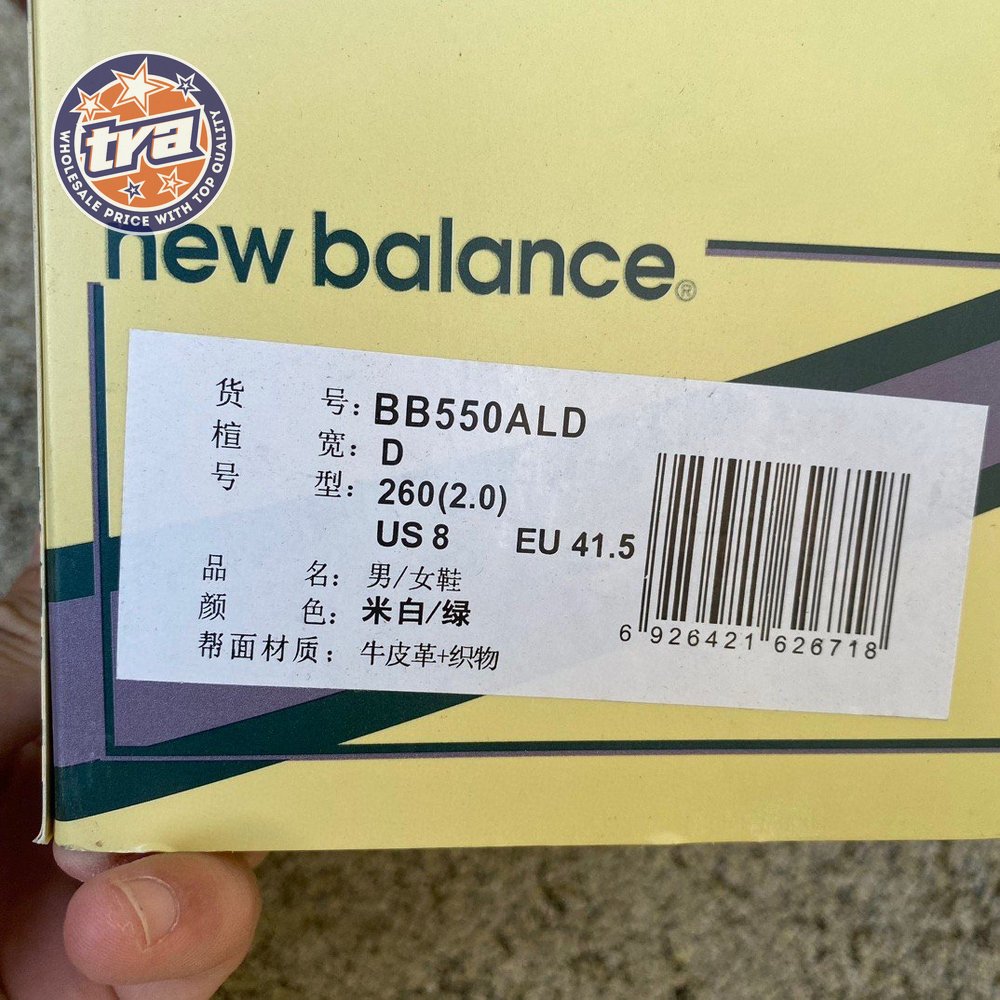 tra
WHOLESALE PRICE WITH TOP QUALITY
new balance®
货号: BB550ALD
楦宽: D
号型: 260(2.0)
US 8 EU 41.5
品名: 男/女鞋
颜色: 米白/绿
帮面材质: 牛皮革+织物
6 926421 626718